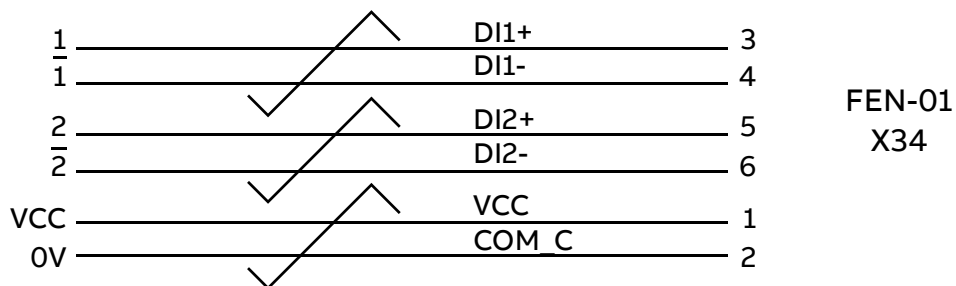 1 DI1+ 3
1̅ DI1- 4
FEN-01
2 DI2+ 5
X34
2̅ DI2- 6
VCC VCC 1
0V COM_C 2